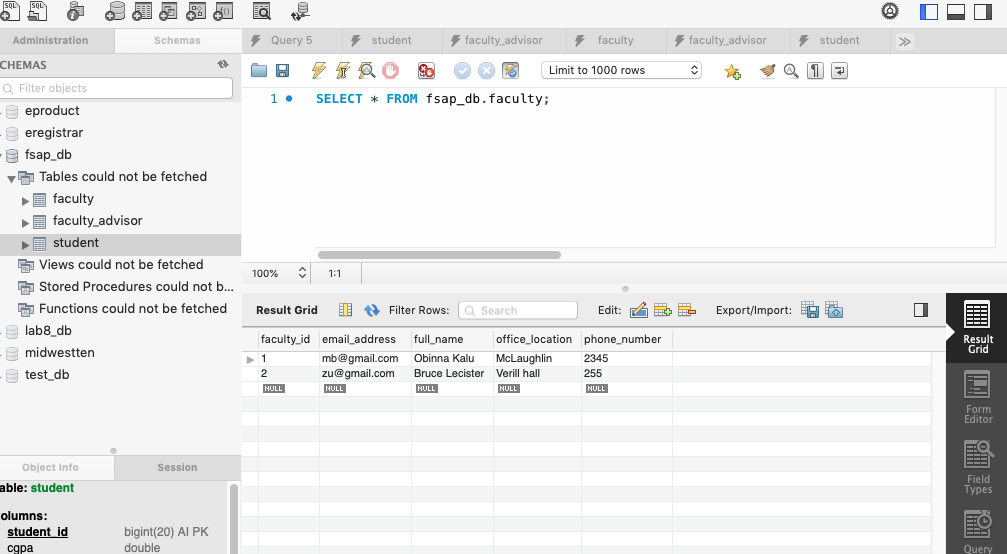 SQL SQL
Administration Schemas Query 5 student faculty_advisor faculty faculty_advisor student
CHEMAS
Filter objects
Limit to 1000 rows
eproduct
eregistrar
fsap_db
Tables could not be fetched
faculty
faculty_advisor
student
Views could not be fetched
Stored Procedures could not b...
Functions could not be fetched
lab8_db
midwestten
test_db
1 SELECT * FROM fsap_db.faculty;
100% 1:1
Result Grid Filter Rows: Search Edit: Export/Import:
faculty_id email_address full_name office_location phone_number
1 mb@gmail.com Obinna Kalu McLaughlin 2345
2 zu@gmail.com Bruce Lecister Verill hall 255
NULL NULL NULL NULL NULL
Result
Grid
Form
Editor
Field
Types
Query
Object Info Session
able: student
olumns:
student_id bigint(20) AI PK
cgpa double